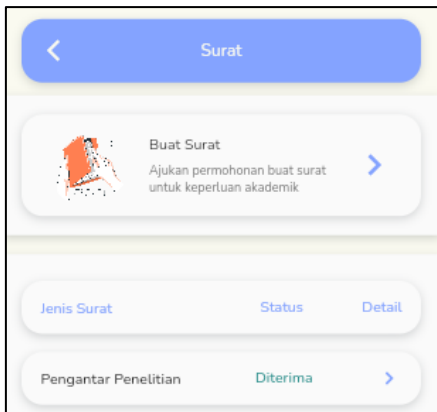 Surat
Buat Surat
Ajukan permohonan buat surat
untuk keperluan akademik
Jenis Surat Status Detail
Pengantar Penelitian Diterima